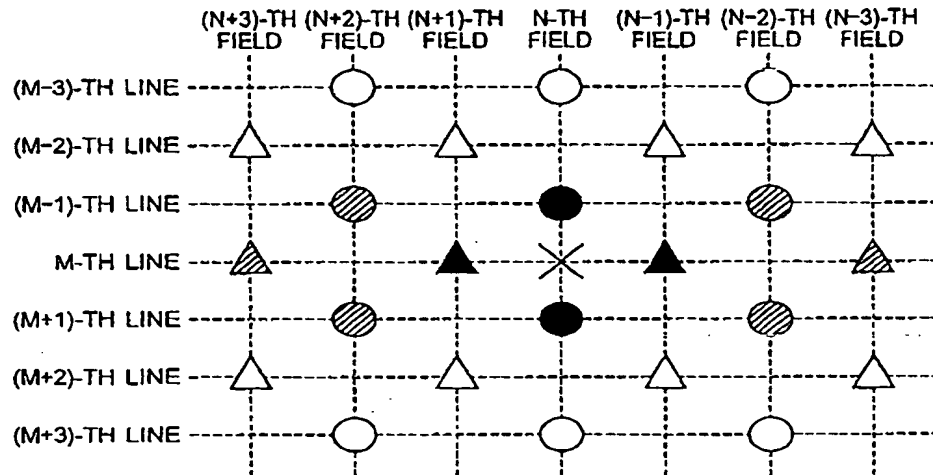 (N+3)-TH (N+2)-TH (N+1)-TH N-TH (N-1)-TH (N-2)-TH (N-3)-TH
FIELD FIELD FIELD FIELD FIELD FIELD FIELD
(M-3)-TH LINE
(M-2)-TH LINE
(M-1)-TH LINE
M-TH LINE
(M+1)-TH LINE
(M+2)-TH LINE
(M+3)-TH LINE